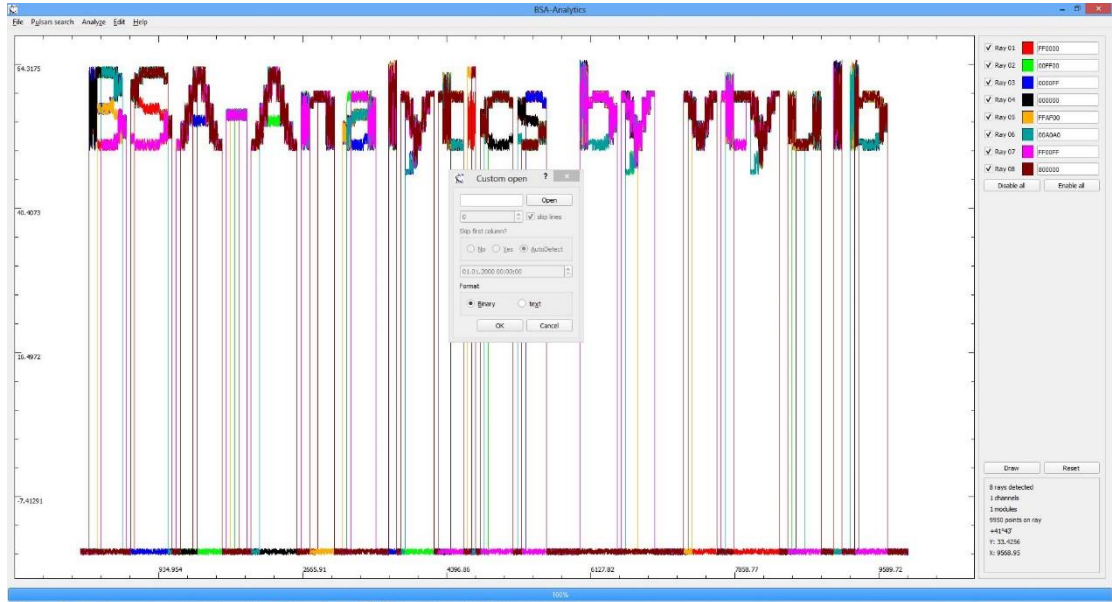 BSA-Analytics
File Pulsars search Analyze Edit Help
64.3175
40.4073
16.4972
-7.41291
934.954 2665.91 4396.86 6127.82 7858.77 9589.72
BSA-Analytics by vtyulb
Custom open ?
Open
0 skip lines
Skip first column?
No Yes AutoDetect
01.01.2000 00:00:00
Format
Binary text
OK Cancel
Ray 01 FF0000
Ray 02 00FF00
Ray 03 0000FF
Ray 04 000000
Ray 05 FFAF00
Ray 06 00A0A0
Ray 07 FF00FF
Ray 08 800000
Disable all Enable all
Draw Reset
8 rays detected
1 channels
1 modules
9950 points on ray
+41°43'
Y: 33.4256
X: 9568.95
100%